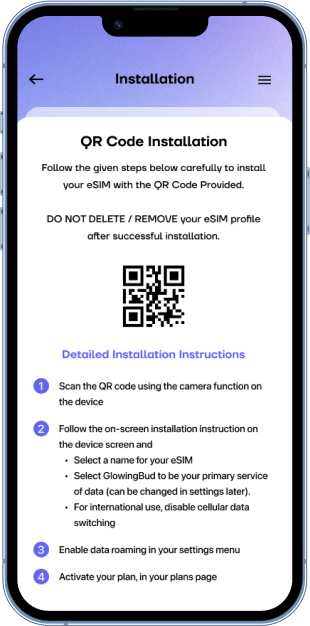 Installation
QR Code Installation
Follow the given steps below carefully to install
your eSIM with the QR Code Provided.
DO NOT DELETE / REMOVE your eSIM profile
after successful installation.
Detailed Installation Instructions
1 Scan the QR code using the camera function on
the device
2 Follow the on-screen installation instruction on
the device screen and
• Select a name for your eSIM
• Select GlowingBud to be your primary service
of data (can be changed in settings later).
• For international use, disable cellular data
switching
3 Enable data roaming in your settings menu
4 Activate your plan, in your plans page